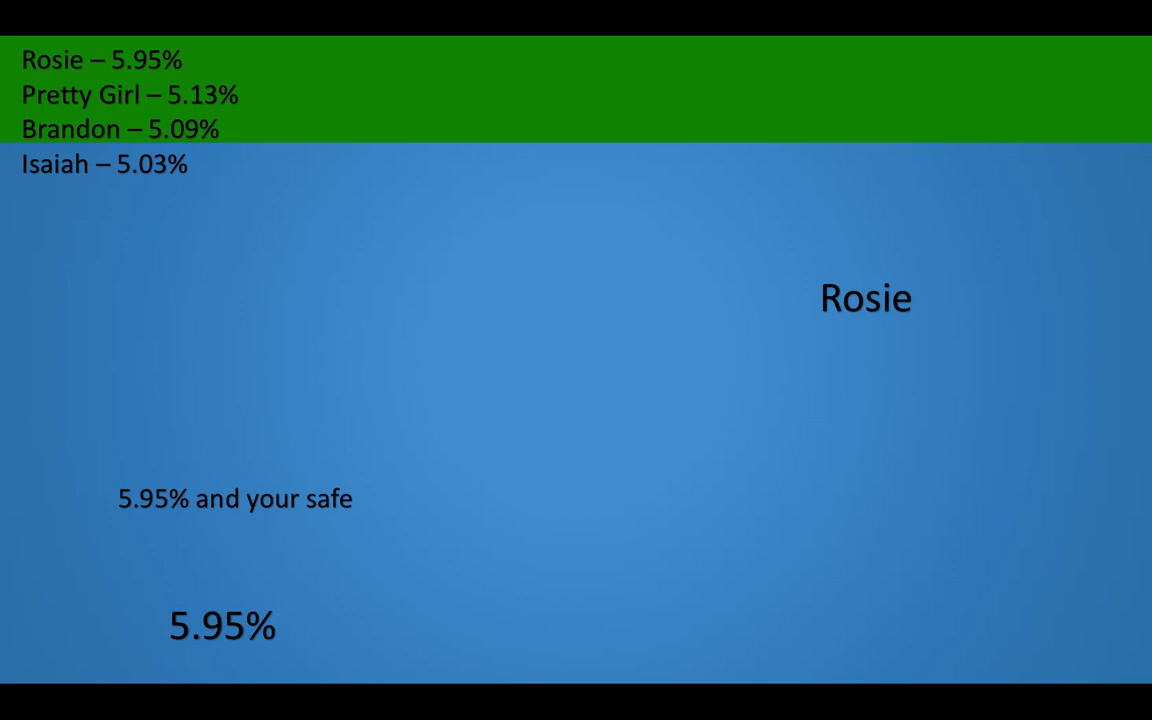 Rosie – 5.95%
Pretty Girl – 5.13%
Brandon – 5.09%
Isaiah – 5.03%
Rosie
5.95% and your safe
5.95%